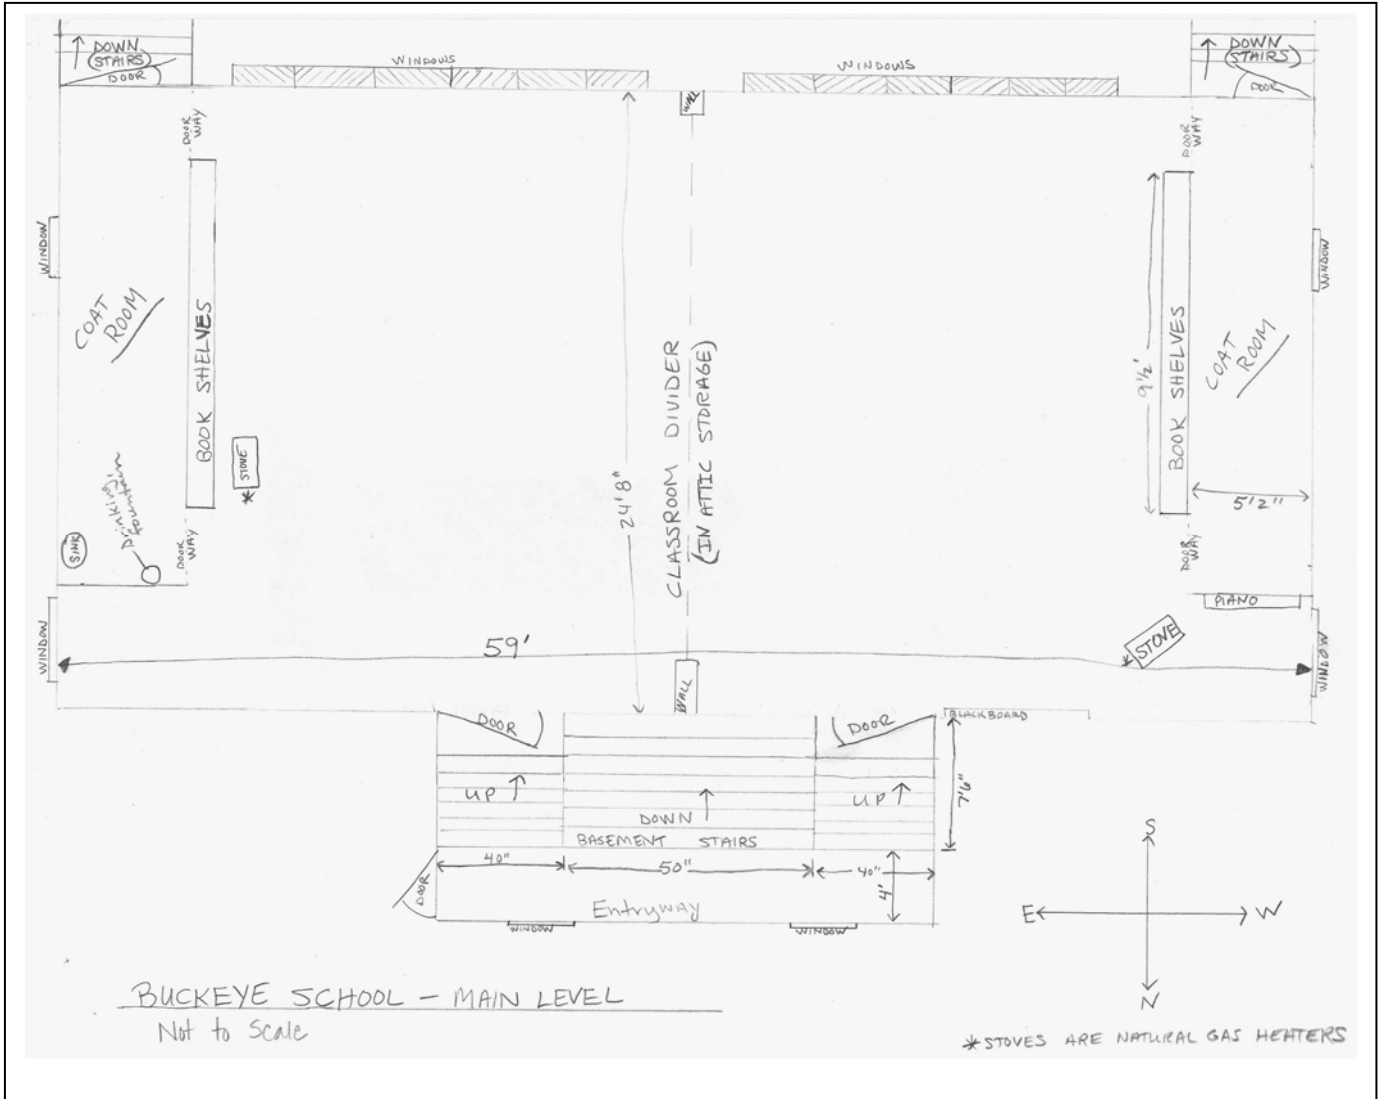 DOWN
(STAIRS)
DOOR
WINDOWS
WINDOWS
DOWN
(STAIRS)
DOOR
WALL
DOOR
WAY
DOOR
WAY
WINDOW
WINDOW
COAT
ROOM
BOOK SHELVES
24'8"
CLASSROOM DIVIDER
(IN ATTIC STORAGE)
9½'
BOOK SHELVES
COAT
ROOM
*STOVE
Drinking
fountain
SINK
DOOR
WAY
5'2"
DOOR
WAY
PIANO
WINDOW
59'
*STOVE
WINDOW
WALL
DOOR
DOOR
BLACKBOARD
UP
DOWN
UP
7'6"
BASEMENT STAIRS
40"
50"
40"
4'
DOOR
Entryway
WINDOW
WINDOW
S
E
W
N
BUCKEYE SCHOOL – MAIN LEVEL
Not to Scale
*STOVES ARE NATURAL GAS HEATERS